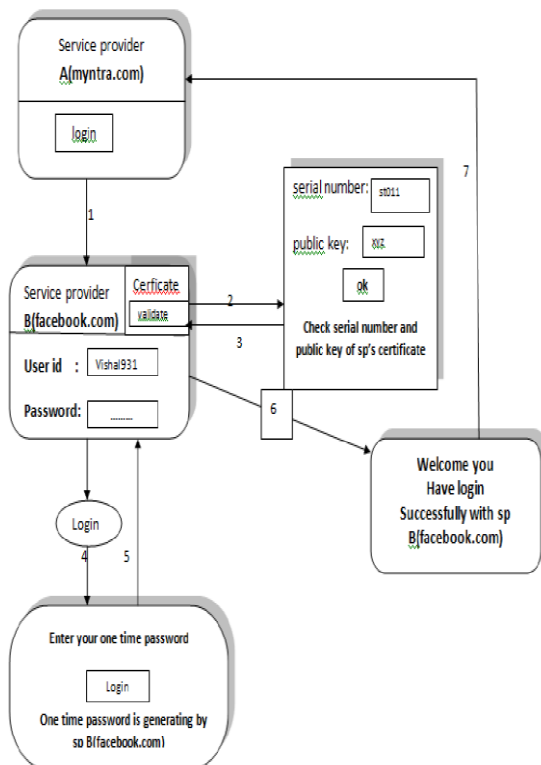 Service provider
A(myntra.com)
login
1
Service provider
B(facebook.com)
Cerficate
validate
User id :
Vishal931
Password:
.........
2
3
serial number:
st011
public key:
xyz
ok
Check serial number and
public key of sp's certificate
7
6
Welcome you
Have login
Successfully with sp
B(facebook.com)
Login
4
5
Enter your one time password
Login
One time password is generating by
sp B(facebook.com)